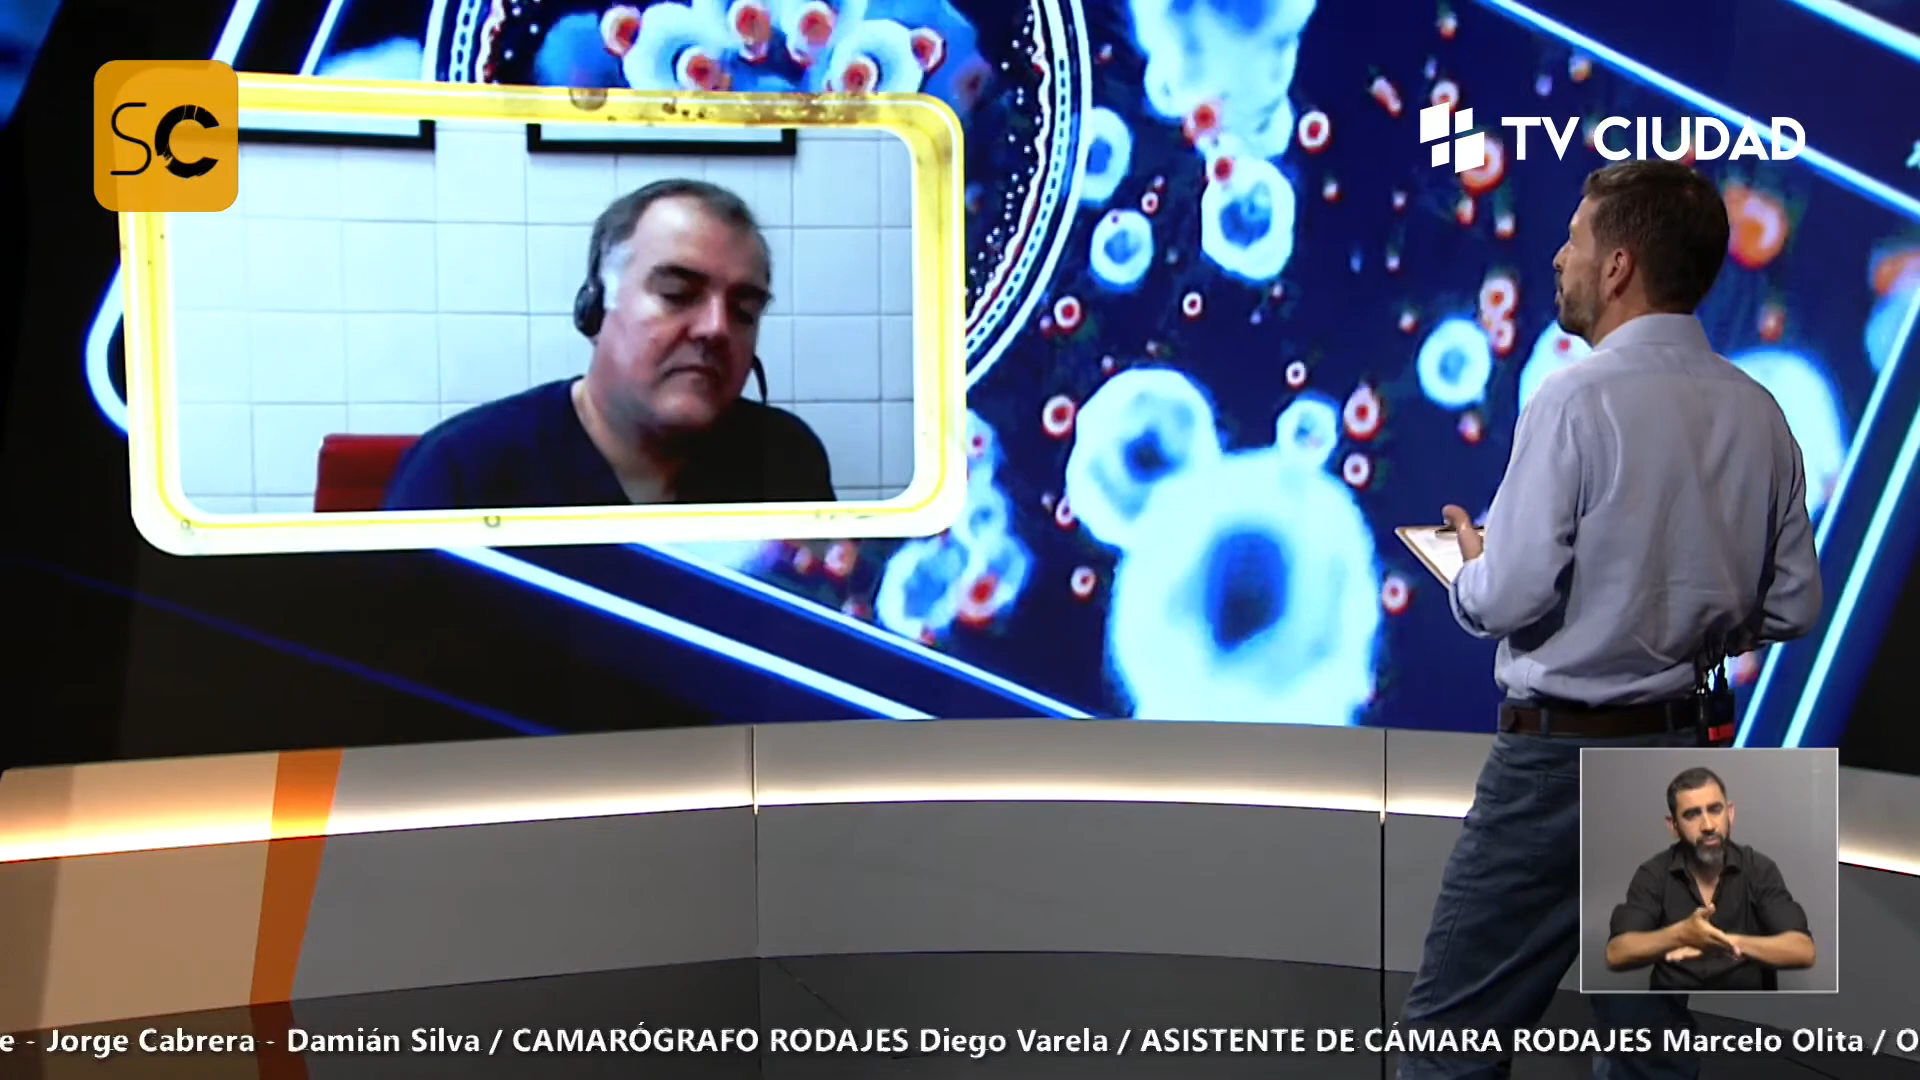 SC
TV CIUDAD
e - Jorge Cabrera - Damián Silva / CAMARÓGRAFO RODAJES Diego Varela / ASISTENTE DE CÁMARA RODAJES Marcelo Olita / O